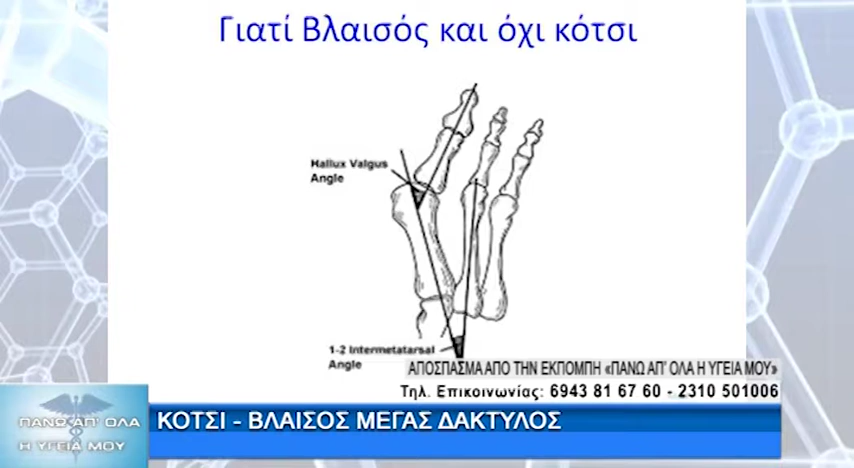 Γιατί Βλαισός και όχι κότσι
Hallux Valgus
Angle
1-2 Intermetatarsal
Angle
ΑΠΟΣΠΑΣΜΑ ΑΠΟ ΤΗΝ ΕΚΠΟΜΠΗ «ΠΑΝΩ ΑΠ' ΟΛΑ Η ΥΓΕΙΑ ΜΟΥ»
Τηλ. Επικοινωνίας: 6943 81 67 60 - 2310 501006
ΠΑΝΩ ΑΠ' ΟΛΑ
Η ΥΓΕΙΑ ΜΟΥ
ΚΟΤΣΙ - ΒΛΑΙΣΟΣ ΜΕΓΑΣ ΔΑΚΤΥΛΟΣ